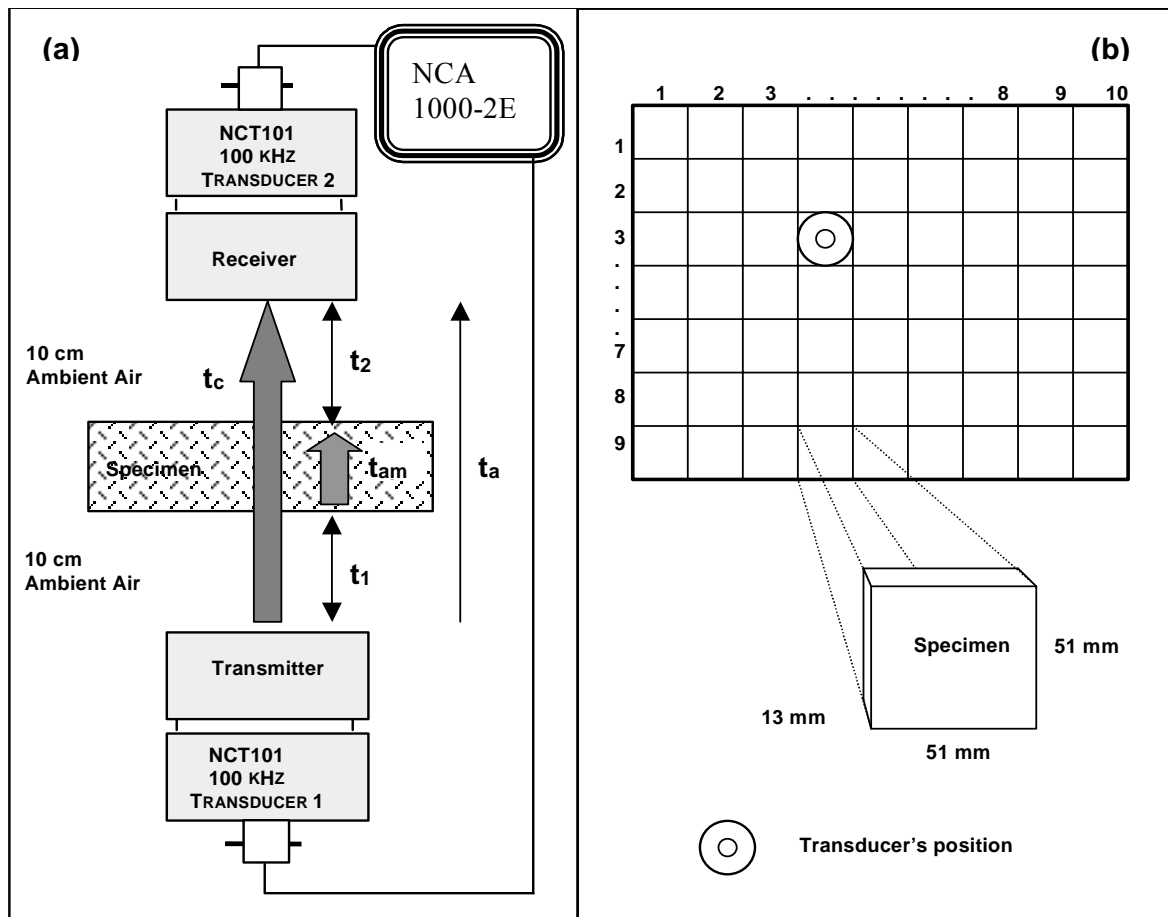 (a)
NCA
1000-2E
NCT101
100 KHZ
TRANSDUCER 2
Receiver
10 cm
Ambient Air
tc
t2
Specimen
tam
ta
10 cm
Ambient Air
t1
Transmitter
NCT101
100 KHZ
TRANSDUCER 1
(b)
1 2 3 . . . . . . . . 8 9 10
1
2
3
.
.
.
.
7
8
9
Specimen
51 mm
13 mm
51 mm
Transducer's position